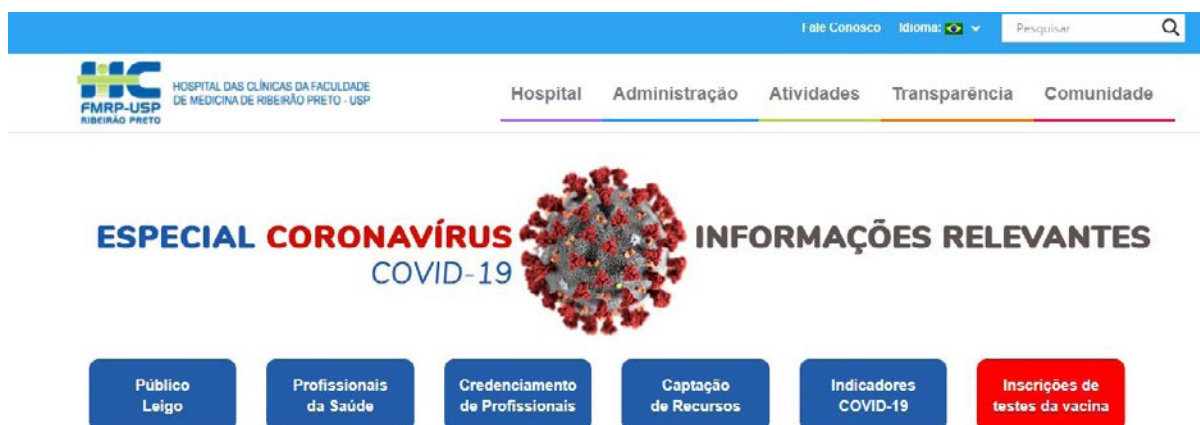 Fale Conosco Idioma: Pesquisar
HC
FMRP-USP
RIBEIRÃO PRETO
HOSPITAL DAS CLÍNICAS DA FACULDADE
DE MEDICINA DE RIBEIRÃO PRETO - USP
Hospital Administração Atividades Transparência Comunidade
ESPECIAL CORONAVÍRUS
COVID-19
INFORMAÇÕES RELEVANTES
Público
Leigo
Profissionais
da Saúde
Credenciamento
de Profissionais
Captação
de Recursos
Indicadores
COVID-19
Inscrições de
testes da vacina